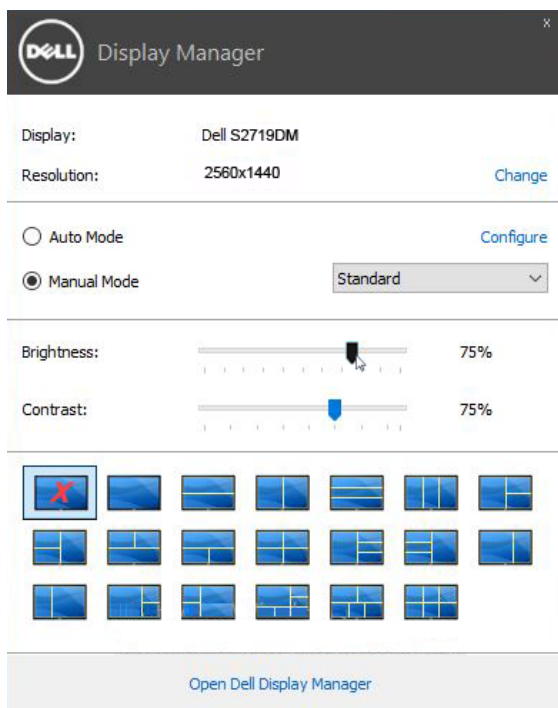 x
DELL Display Manager
Display: Dell S2719DM
Resolution: 2560x1440 Change
Auto Mode Configure
Manual Mode Standard
Brightness: 75%
Contrast: 75%
X
Open Dell Display Manager